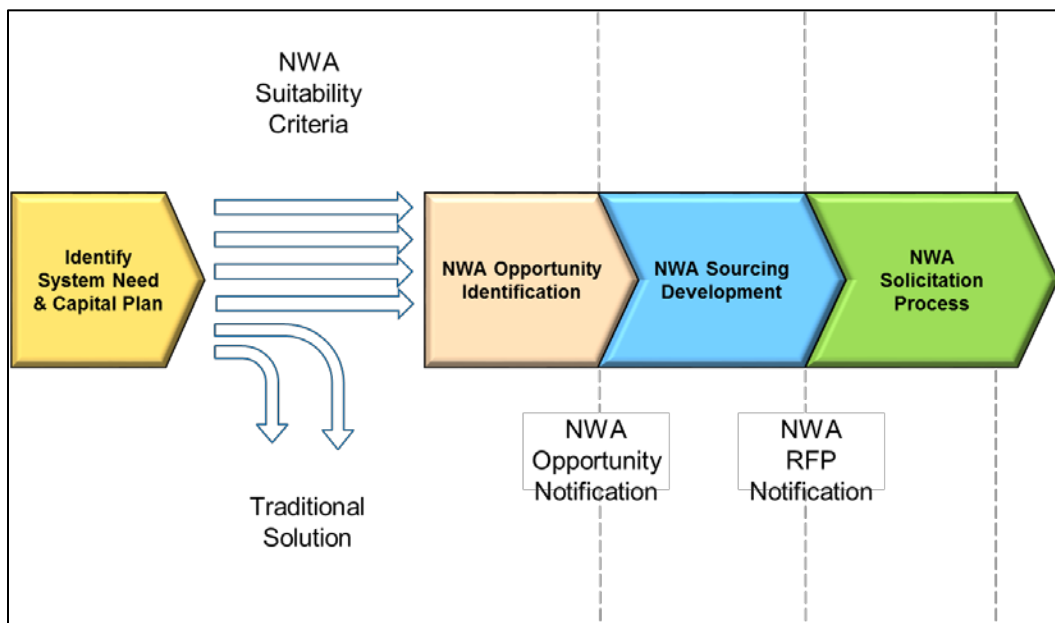 NWA
Suitability
Criteria
Identify
System Need
& Capital Plan
NWA Opportunity
Identification
NWA Sourcing
Development
NWA
Solicitation
Process
NWA
Opportunity
Notification
NWA
RFP
Notification
Traditional
Solution